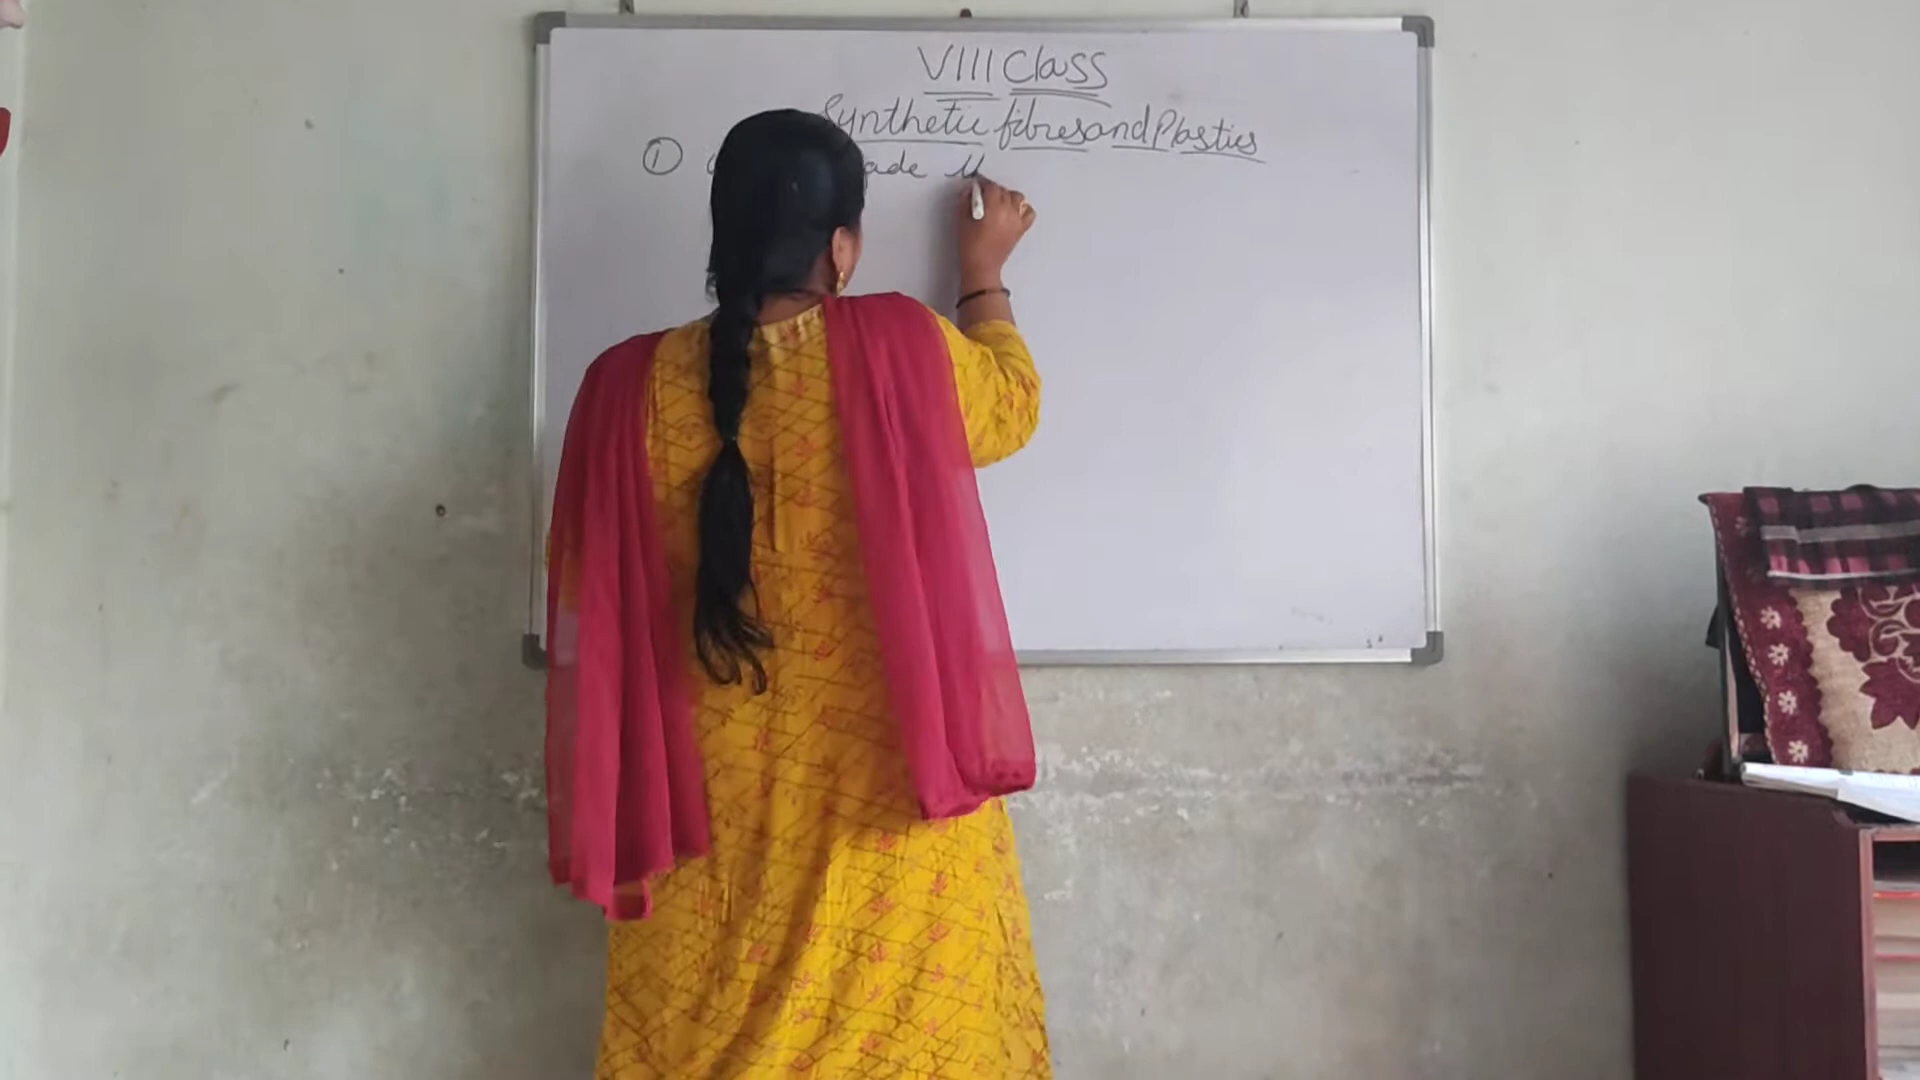 VIII Class
Synthetic fibres and Plastics
① ade